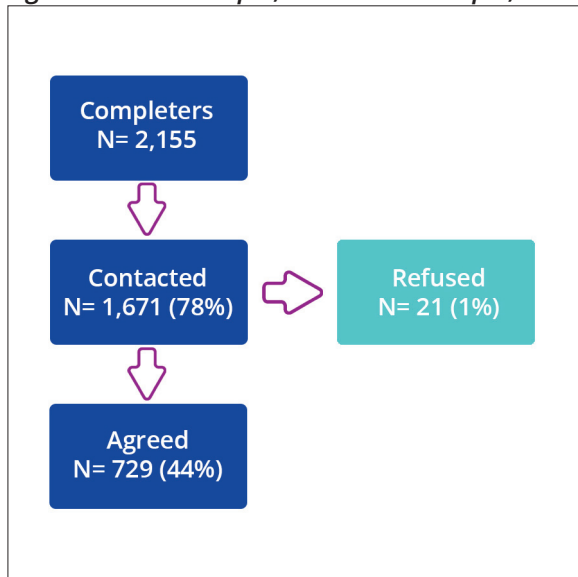 Completers
N= 2,155
Contacted
N= 1,671 (78%)
Refused
N= 21 (1%)
Agreed
N= 729 (44%)